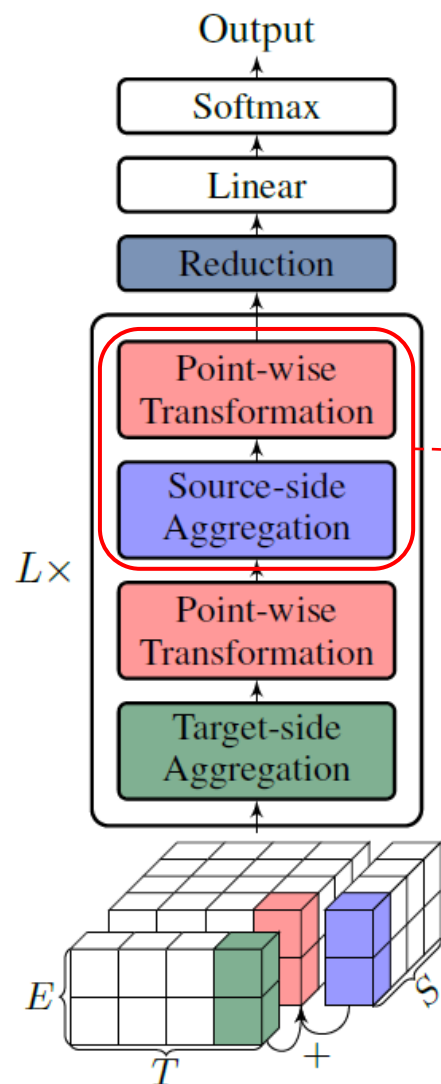 Output
Softmax
Linear
Reduction
Point-wise
Transformation
Source-side
Aggregation
L×
Point-wise
Transformation
Target-side
Aggregation
E
S
T
+